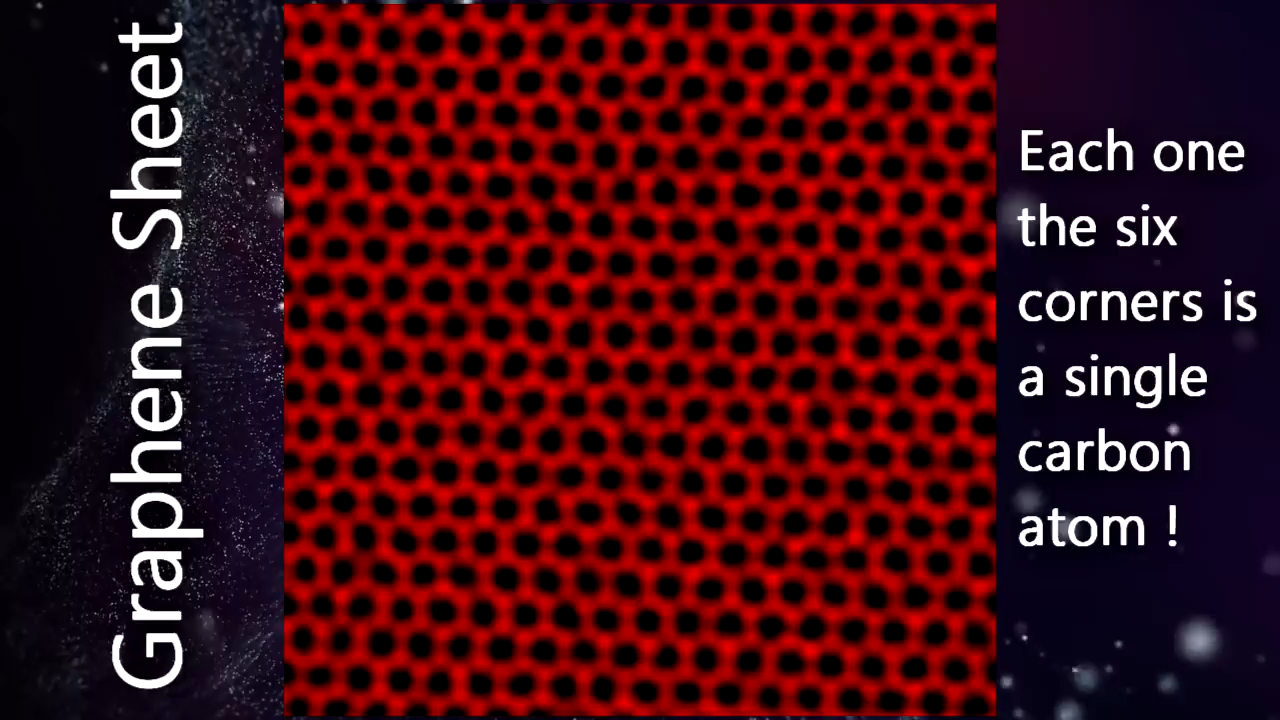 Graphene Sheet
Each one
the six
corners is
a single
carbon
atom !